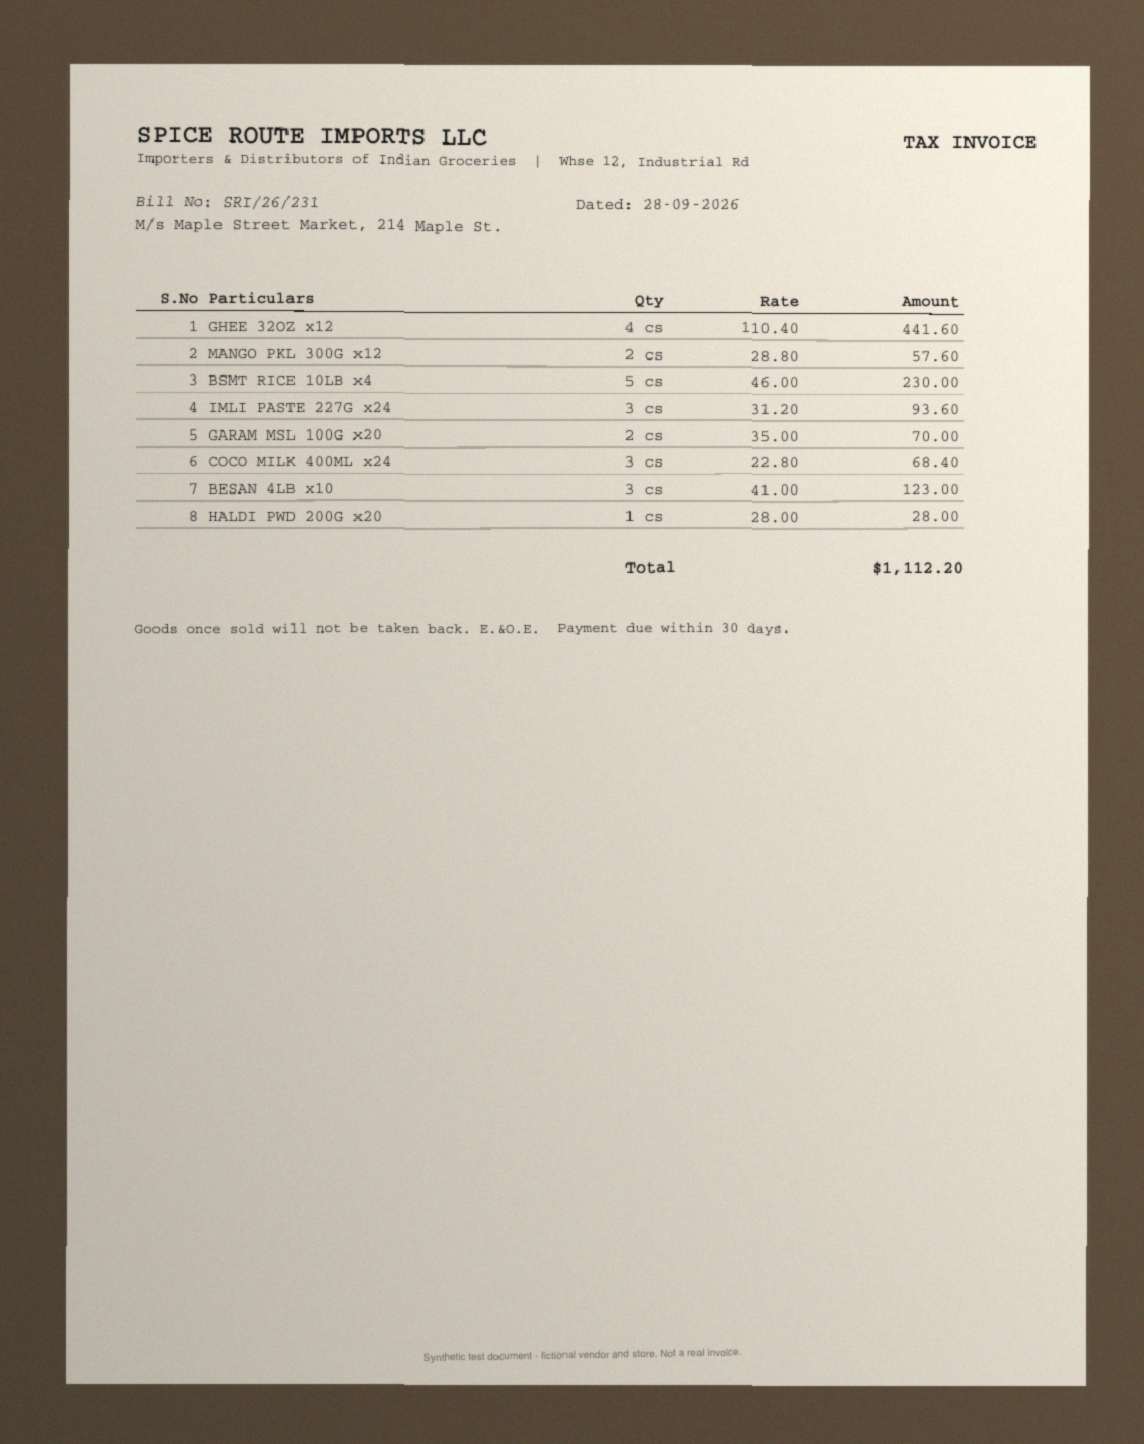 SPICE ROUTE IMPORTS LLC
TAX INVOICE
Importers & Distributors of Indian Groceries | Whse 12, Industrial Rd
Bill No: SRI/26/231 Dated: 28-09-2026
M/s Maple Street Market, 214 Maple St.
S.No Particulars Qty Rate Amount
1 GHEE 32OZ x12 4 cs 110.40 441.60
2 MANGO PKL 300G x12 2 cs 28.80 57.60
3 BSMT RICE 10LB x4 5 cs 46.00 230.00
4 IMLI PASTE 227G x24 3 cs 31.20 93.60
5 GARAM MSL 100G x20 2 cs 35.00 70.00
6 COCO MILK 400ML x24 3 cs 22.80 68.40
7 BESAN 4LB x10 3 cs 41.00 123.00
8 HALDI PWD 200G x20 1 cs 28.00 28.00
Total $1,112.20
Goods once sold will not be taken back. E.&O.E. Payment due within 30 days.
Synthetic test document - fictional vendor and store. Not a real invoice.